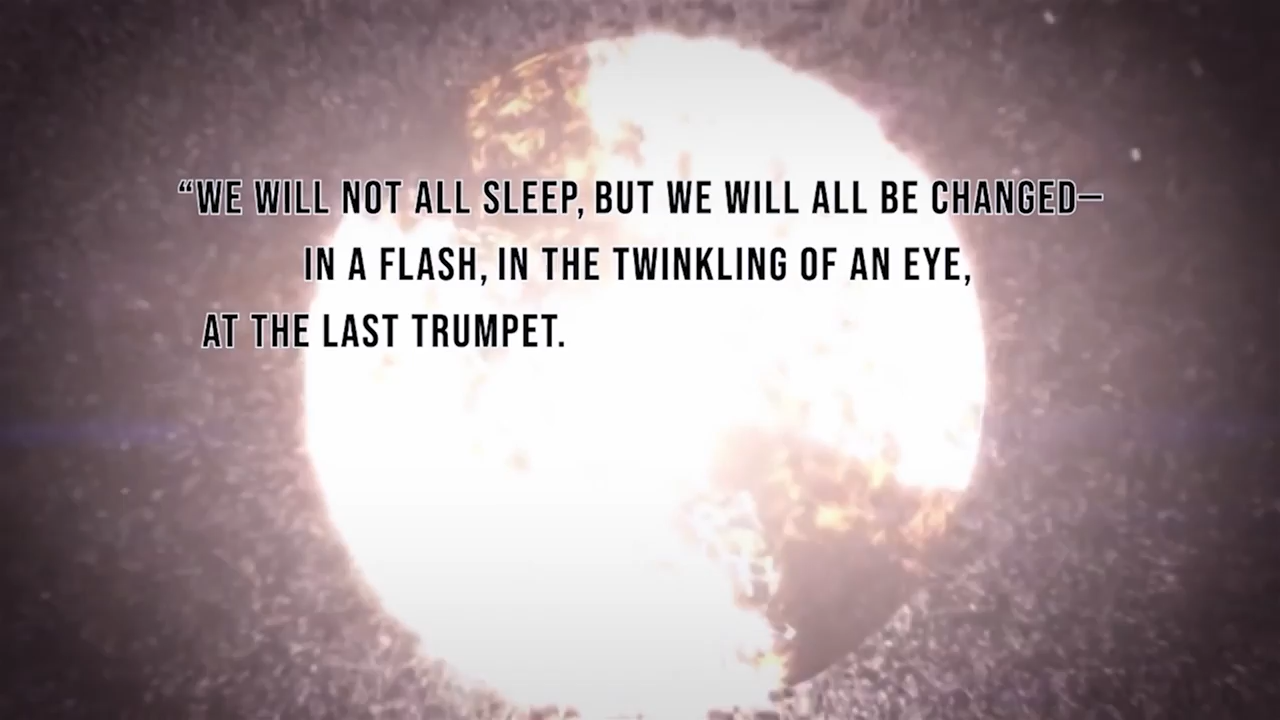 “WE WILL NOT ALL SLEEP, BUT WE WILL ALL BE CHANGED—
IN A FLASH, IN THE TWINKLING OF AN EYE,
AT THE LAST TRUMPET.